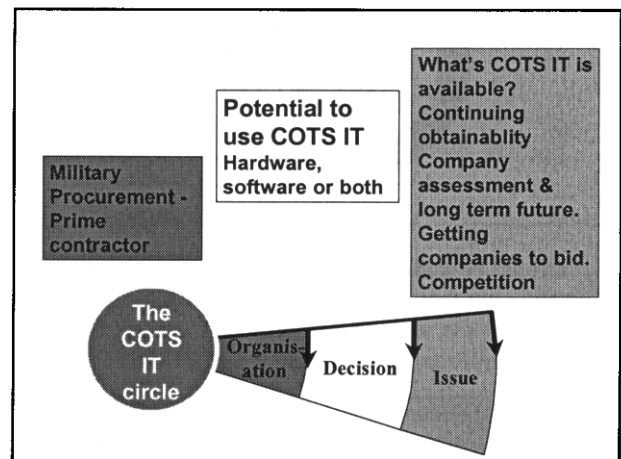 What's COTS IT is
available?
Continuing
obtainablity
Company
assessment &
long term future.
Getting
companies to bid.
Competition
Potential to
use COTS IT
Hardware,
software or both
Military
Procurement -
Prime
contractor
The
COTS
IT
circle
Organis-
ation
Decision
Issue